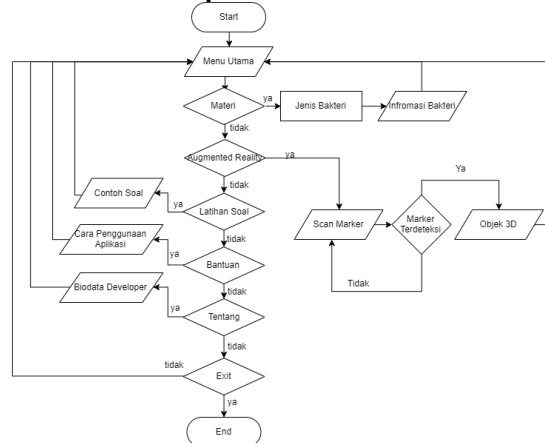 Start
Menu Utama
Materi
ya
Jenis Bakteri
Infromasi Bakteri
tidak
Augmented Reality
ya
tidak
Contoh Soal
ya
Latihan Soal
tidak
Scan Marker
Marker
Terdeteksi
Ya
Objek 3D
Tidak
Cara Penggunaan
Aplikasi
ya
Bantuan
tidak
Biodata Developer
ya
Tentang
tidak
tidak
Exit
ya
End